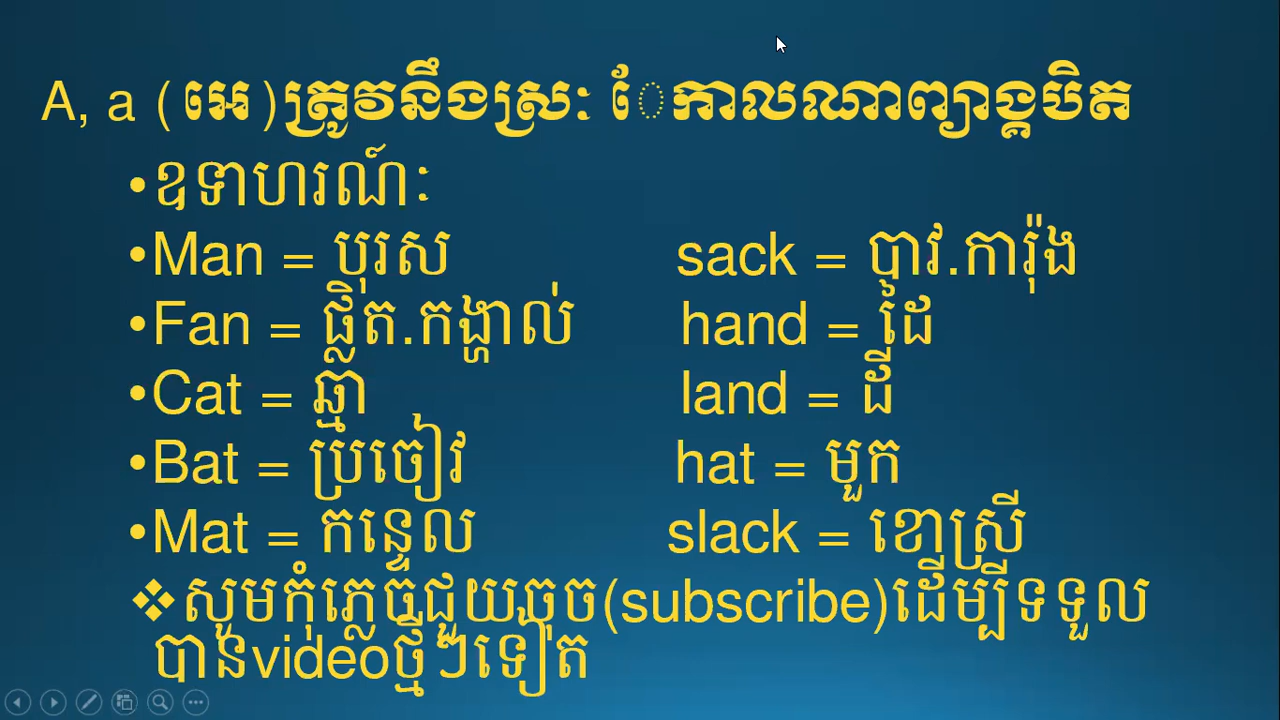 A, a (អេ)ត្រូវនឹងស្រៈ ែកាលណាព្យាង្គបិត
•ឧទាហរណ៍ៈ
•Man = បុរស sack = បាវ.ការ៉ុង
•Fan = ផ្លិត.កង្ហាល់ hand = ដៃ
•Cat = ឆ្មា land = ដី
•Bat = ប្រចៀវ hat = មួក
•Mat = កន្ទេល slack = ខោស្រី
❖សូមកុំភ្លេចជួយចុច(subscribe)ដើម្បីទទួល
បានvideoថ្មីៗទៀត